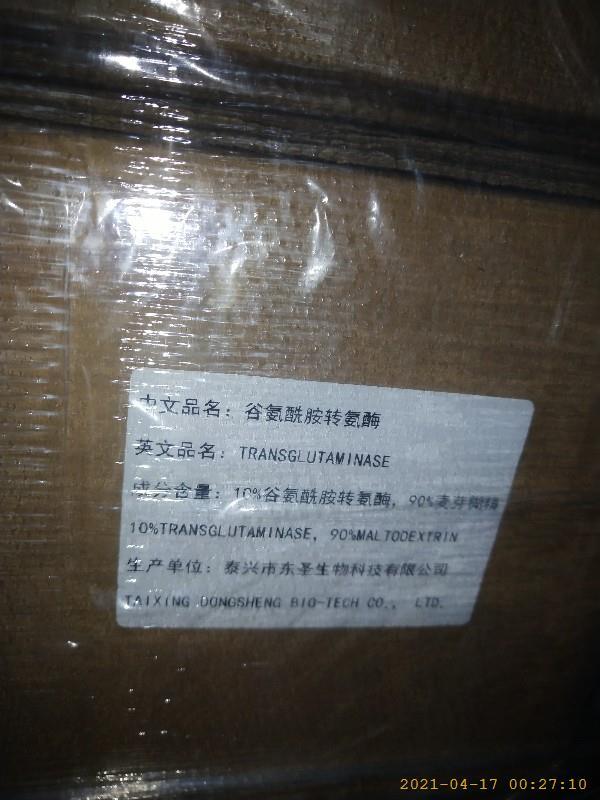 中文品名：谷氨酰胺转氨酶
英文品名：TRANSGLUTAMINASE
成分含量：10%谷氨酰胺转氨酶，90%麦芽糊精
10%TRANSGLUTAMINASE, 90%MALTODEXTRIN
生产单位：泰兴市东圣生物科技有限公司
TAIXING DONGSHENG BIO-TECH CO., LTD.
2021-04-17 00:27:10